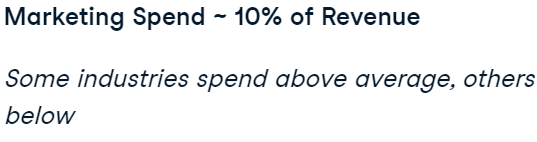 Marketing Spend ~ 10% of Revenue
Some industries spend above average, others
below